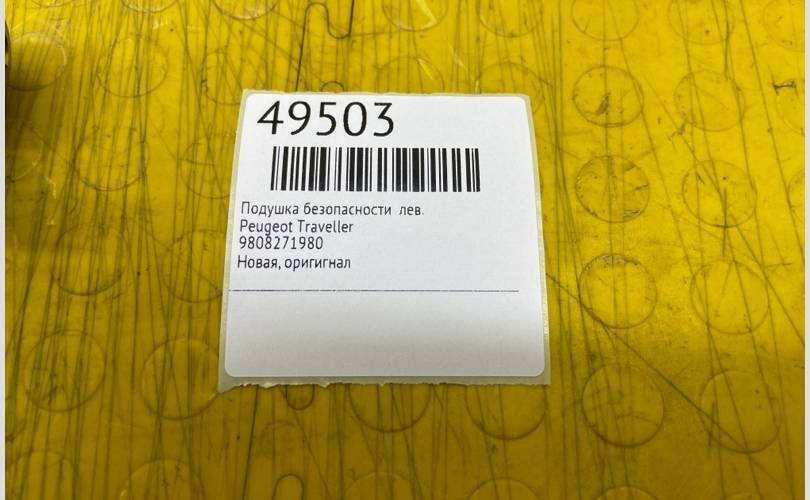 49503
Подушка безопасности лев.
Peugeot Traveller
9808271980
Новая, оригигнал